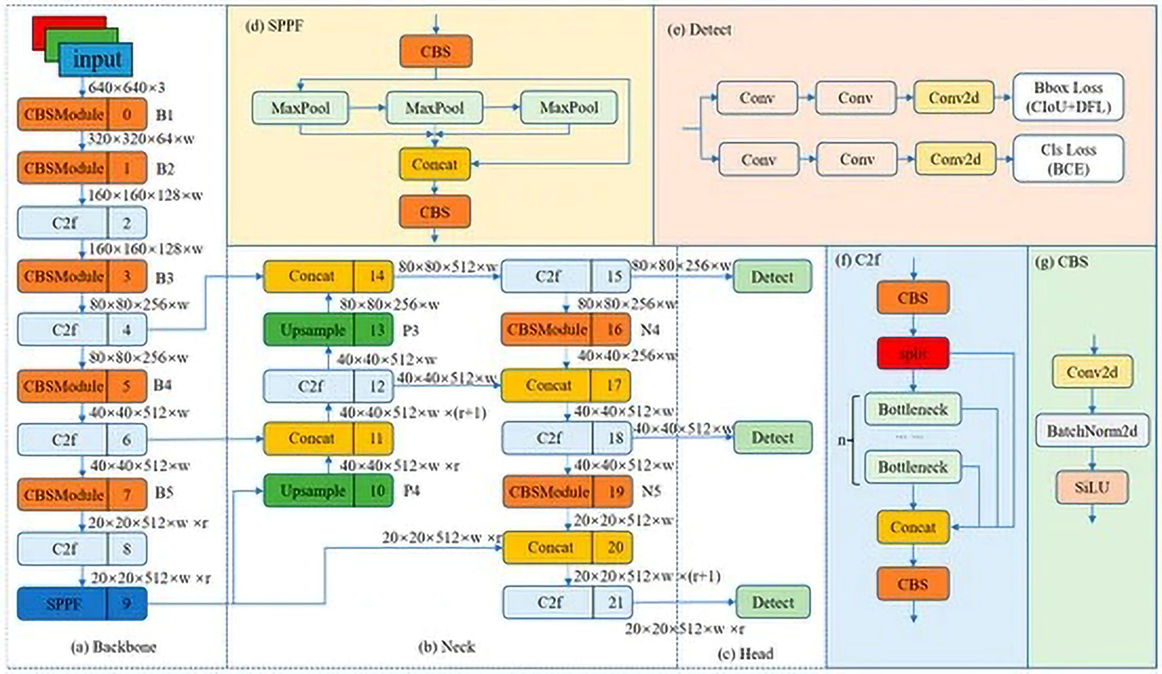 input
640×640×3
CBSModule 0 B1
320×320×64×w
CBSModule 1 B2
160×160×128×w
C2f 2
160×160×128×w
CBSModule 3 B3
80×80×256×w
C2f 4
80×80×256×w
CBSModule 5 B4
40×40×512×w
C2f 6
40×40×512×w
CBSModule 7 B5
20×20×512×w ×r
C2f 8
20×20×512×w ×r
SPPF 9
(a) Backbone
(d) SPPF
CBS
MaxPool MaxPool MaxPool
Concat
CBS
(e) Detect
Conv Conv Conv2d Bbox Loss
(CIoU+DFL)
Conv Conv Conv2d Cls Loss
(BCE)
Concat 14
80×80×512×w
80×80×256×w
Upsample 13 P3
40×40×512×w
C2f 12
40×40×512×w
40×40×512×w ×(r+1)
Concat 11
40×40×512×w ×r
Upsample 10 P4
20×20×512×w ×r
C2f 15
80×80×256×w
80×80×256×w
CBSModule 16 N4
40×40×256×w
Concat 17
40×40×512×w
C2f 18
40×40×512×w
40×40×512×w
CBSModule 19 N5
20×20×512×w
Concat 20
20×20×512×w ×(r+1)
C2f 21
20×20×512×w ×r
(b) Neck
Detect
Detect
Detect
(c) Head
(f) C2f
CBS
split
Bottleneck
n
...
Bottleneck
Concat
CBS
(g) CBS
Conv2d
BatchNorm2d
SiLU